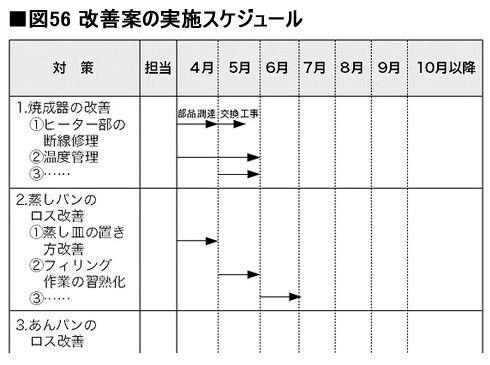 ■図56 改善案の実施スケジュール
対 策 担当 4月 5月 6月 7月 8月 9月 10月以降
1.焼成器の改善
部品調達 交換工事
①ヒーター部の
断線修理
②温度管理
③……
2.蒸しパンの
ロス改善
①蒸し皿の置き
方改善
②フィリング
作業の習熟化
③……
3.あんパンの
ロス改善